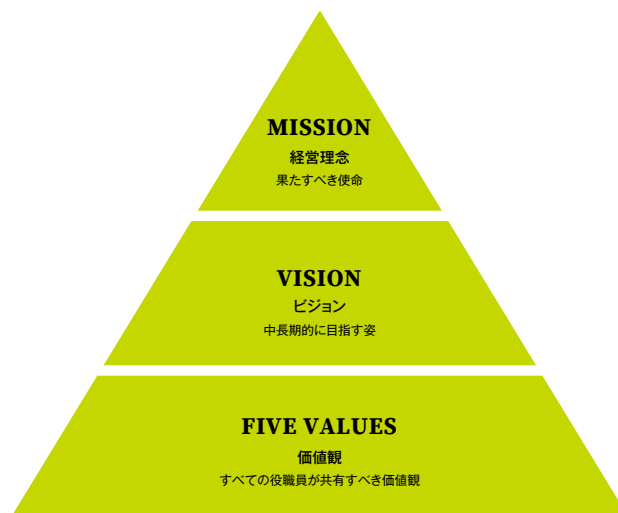 MISSION
経営理念
果たすべき使命
VISION
ビジョン
中長期的に目指す姿
FIVE VALUES
価値観
すべての役職員が共有すべき価値観